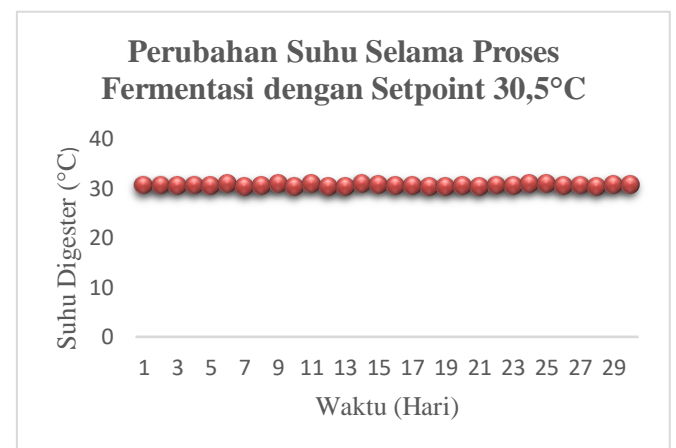 Perubahan Suhu Selama Proses
Fermentasi dengan Setpoint 30,5°C
Suhu Digester (°C)
40
30
20
10
0
1 3 5 7 9 11 13 15 17 19 21 23 25 27 29
Waktu (Hari)